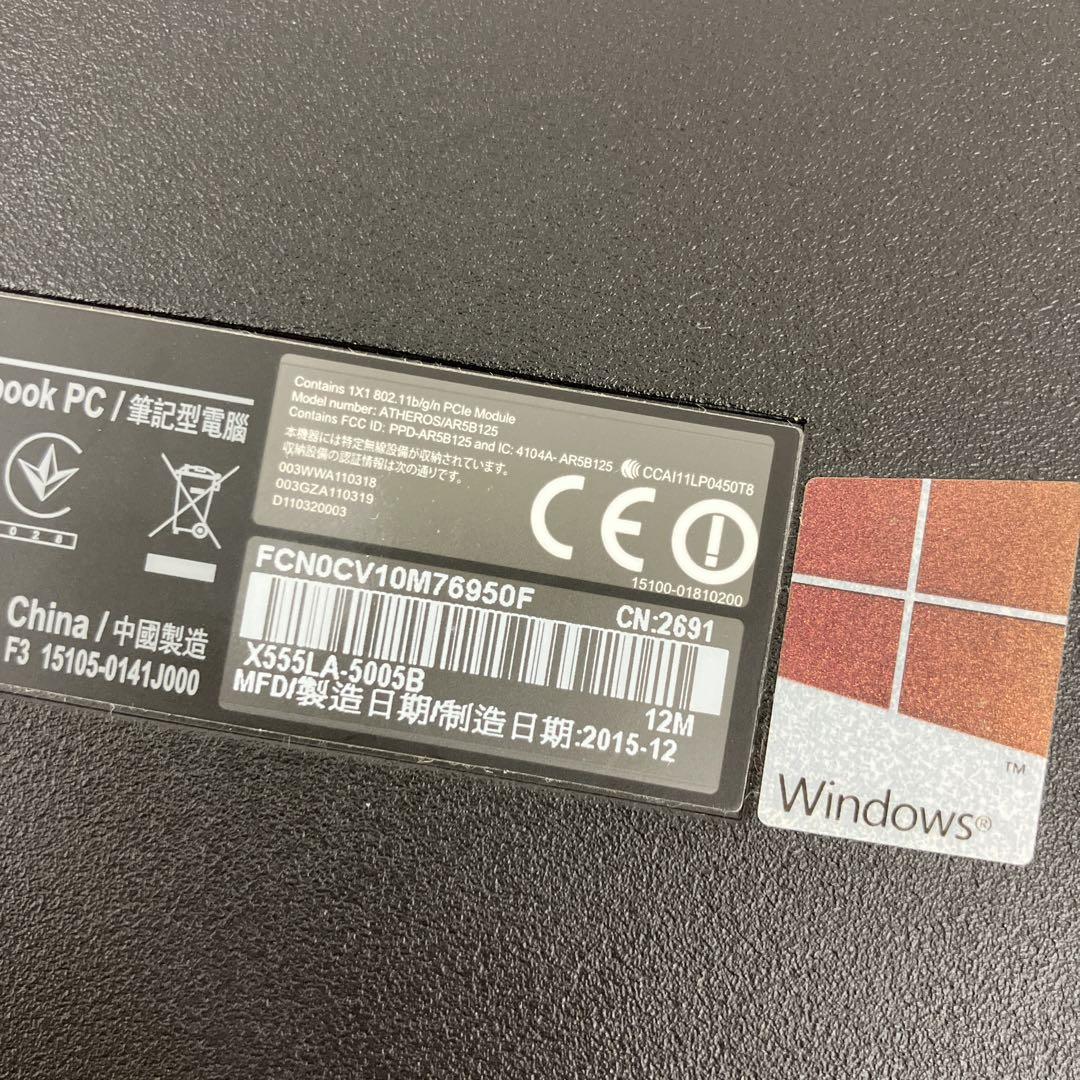 book PC / 筆記型電腦
028
China / 中國製造
F3 15105-0141J000
Contains 1X1 802.11b/g/n PCIe Module
Model number: ATHEROS/AR5B125
Contains FCC ID: PPD-AR5B125 and IC: 4104A- AR5B125
CCAI11LP0450T8
本機器には特定無線設備が収納されています。
収納設備の認証情報は次の通りです。
003WWA110318
003GZA110319
D110320003
CE
15100-01810200
FCN0CV10M76950F
CN:2691
X555LA-5005B
12M
MFD/製造日期/制造日期:2015-12
Windows®
TM